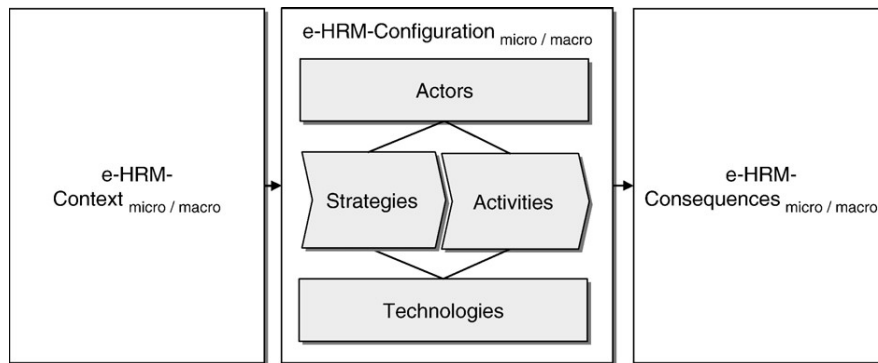 e-HRM-
Context micro / macro
e-HRM-Configuration micro / macro
Actors
Strategies
Activities
Technologies
e-HRM-
Consequences micro / macro